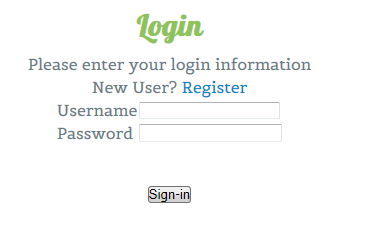 Login
Please enter your login information
New User? Register
Username
Password
Sign-in